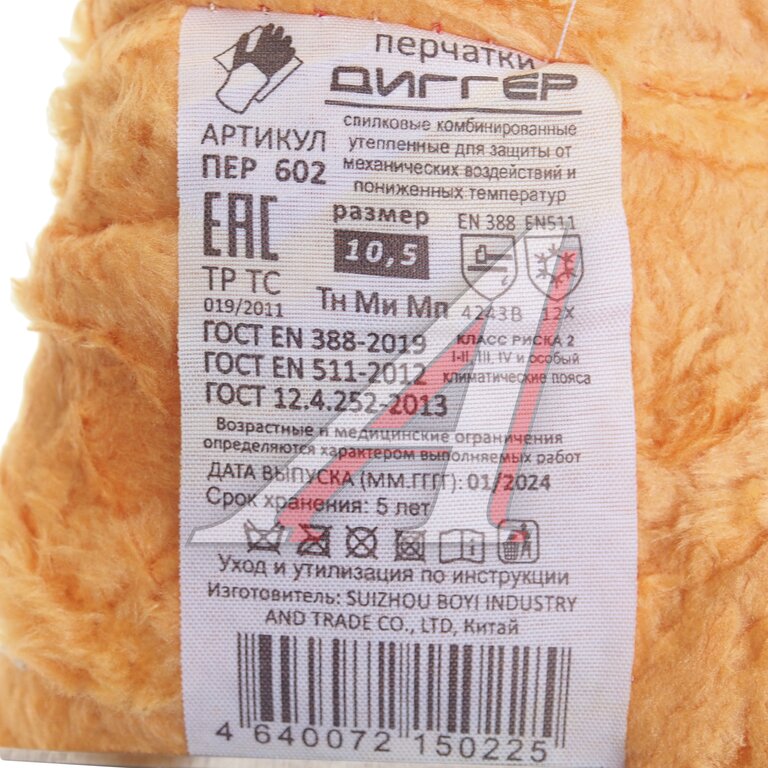 перчатки
ДИГГЕР
АРТИКУЛ
ПЕР 602
спилковые комбинированные
утепленные для защиты от
механических воздействий и
пониженных температур
EAC
ТР ТС
019/2011
размер
10,5
EN 388 EN511
Тн Ми Мп
4243В 12Х
ГОСТ EN 388-2019
ГОСТ EN 511-2012
ГОСТ 12.4.252-2013
КЛАСС РИСКА 2
I-II, III, IV и особый
климатические пояса
Возрастные и медицинские ограничения
определяются характером выполняемых работ
ДАТА ВЫПУСКА (ММ.ГГГГ): 01/2024
Срок хранения: 5 лет
Уход и утилизация по инструкции
Изготовитель: SUIZHOU BOYI INDUSTRY
AND TRADE CO., LTD, Китай
4 640072 150225